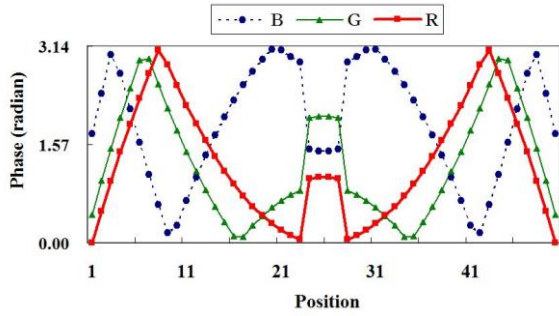 B G R
3.14
1.57
0.00
Phase (radian)
1 11 21 31 41
Position